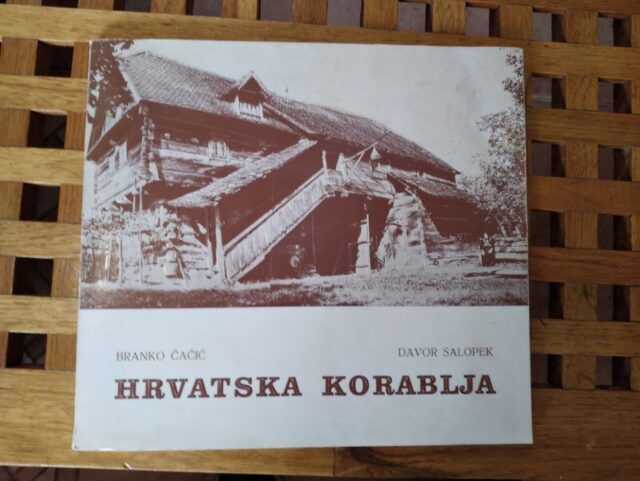 BRANKO ČAČIĆ
DAVOR SALOPEK
HRVATSKA KORABLJA